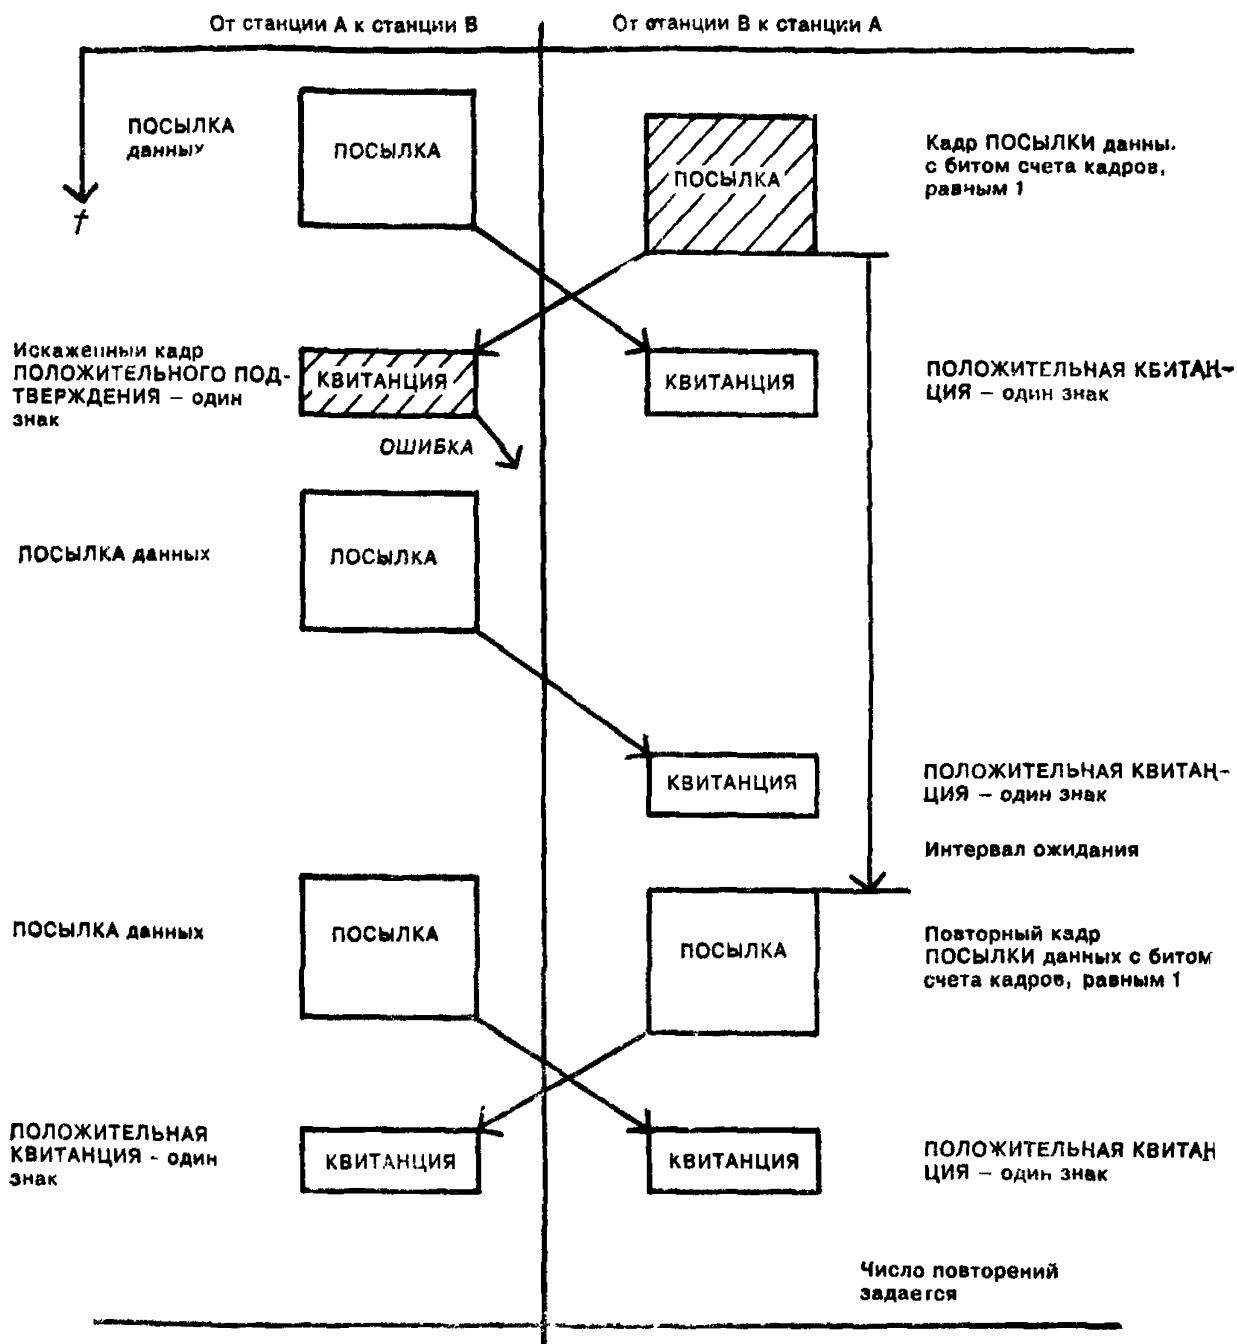 От станции А к станции В
От станции В к станции А
ПОСЫЛКА
данных
ПОСЫЛКА
ПОСЫЛКА
Кадр ПОСЫЛКИ данны.
с битом счета кадров,
равным 1
t
Искаженный кадр
ПОЛОЖИТЕЛЬНОГО ПОД-
ТВЕРЖДЕНИЯ – один
знак
КВИТАНЦИЯ
КВИТАНЦИЯ
ПОЛОЖИТЕЛЬНАЯ КВИТАН-
ЦИЯ – один знак
ОШИБКА
ПОСЫЛКА данных
ПОСЫЛКА
КВИТАНЦИЯ
ПОЛОЖИТЕЛЬНАЯ КВИТАН-
ЦИЯ – один знак
Интервал ожидания
ПОСЫЛКА данных
ПОСЫЛКА
ПОСЫЛКА
Повторный кадр
ПОСЫЛКИ данных с битом
счета кадров, равным 1
ПОЛОЖИТЕЛЬНАЯ
КВИТАНЦИЯ - один
знак
КВИТАНЦИЯ
КВИТАНЦИЯ
ПОЛОЖИТЕЛЬНАЯ КВИТАН
ЦИЯ – один знак
Число повторений
задается